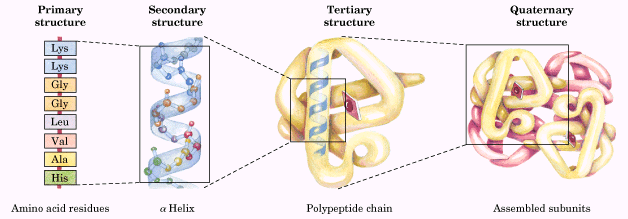 Primary
structure
Secondary
structure
Tertiary
structure
Quaternary
structure
Lys
Lys
Gly
Gly
Leu
Val
Ala
His
Amino acid residues
α Helix
Polypeptide chain
Assembled subunits